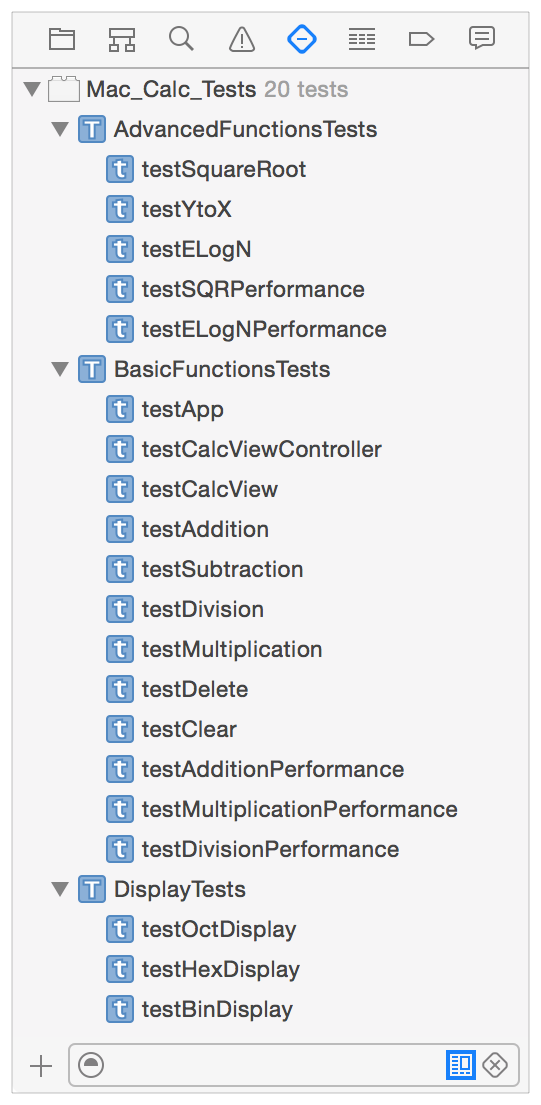 Mac_Calc_Tests 20 tests
AdvancedFunctionsTests
testSquareRoot
testYtoX
testELogN
testSQRPerformance
testELogNPerformance
BasicFunctionsTests
testApp
testCalcViewController
testCalcView
testAddition
testSubtraction
testDivision
testMultiplication
testDelete
testClear
testAdditionPerformance
testMultiplicationPerformance
testDivisionPerformance
DisplayTests
testOctDisplay
testHexDisplay
testBinDisplay